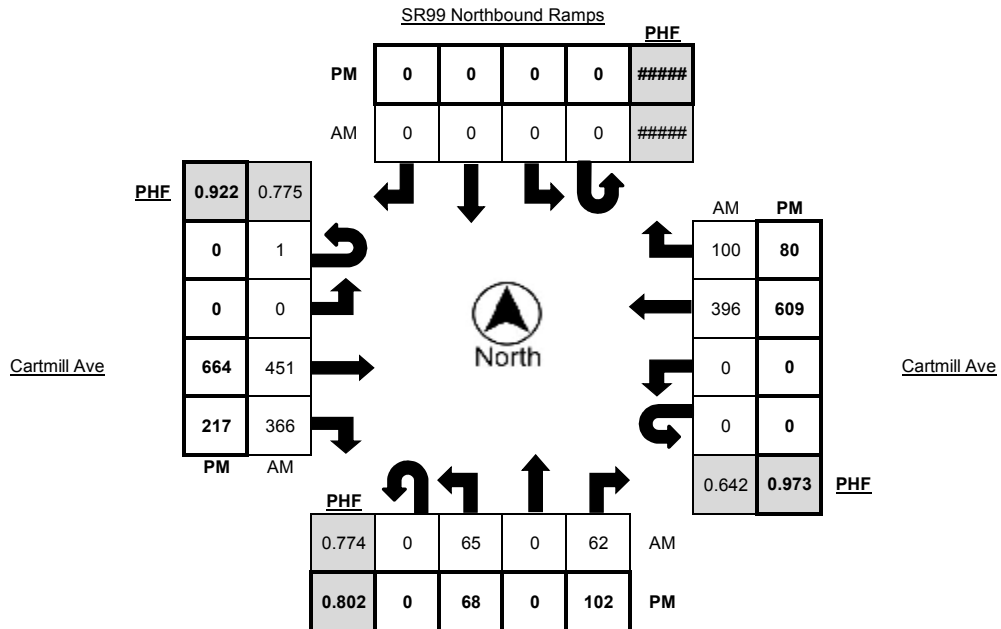 SR99 Northbound Ramps
PHF
PM 0 0 0 0 #####
AM 0 0 0 0 #####
PHF 0.922 0.775
AM PM
0 1
100 80
0 0
396 609
North
Cartmill Ave 664 451
0 0 Cartmill Ave
217 366
0 0
PM AM
0.642 0.973 PHF
PHF
0.774 0 65 0 62 AM
0.802 0 68 0 102 PM